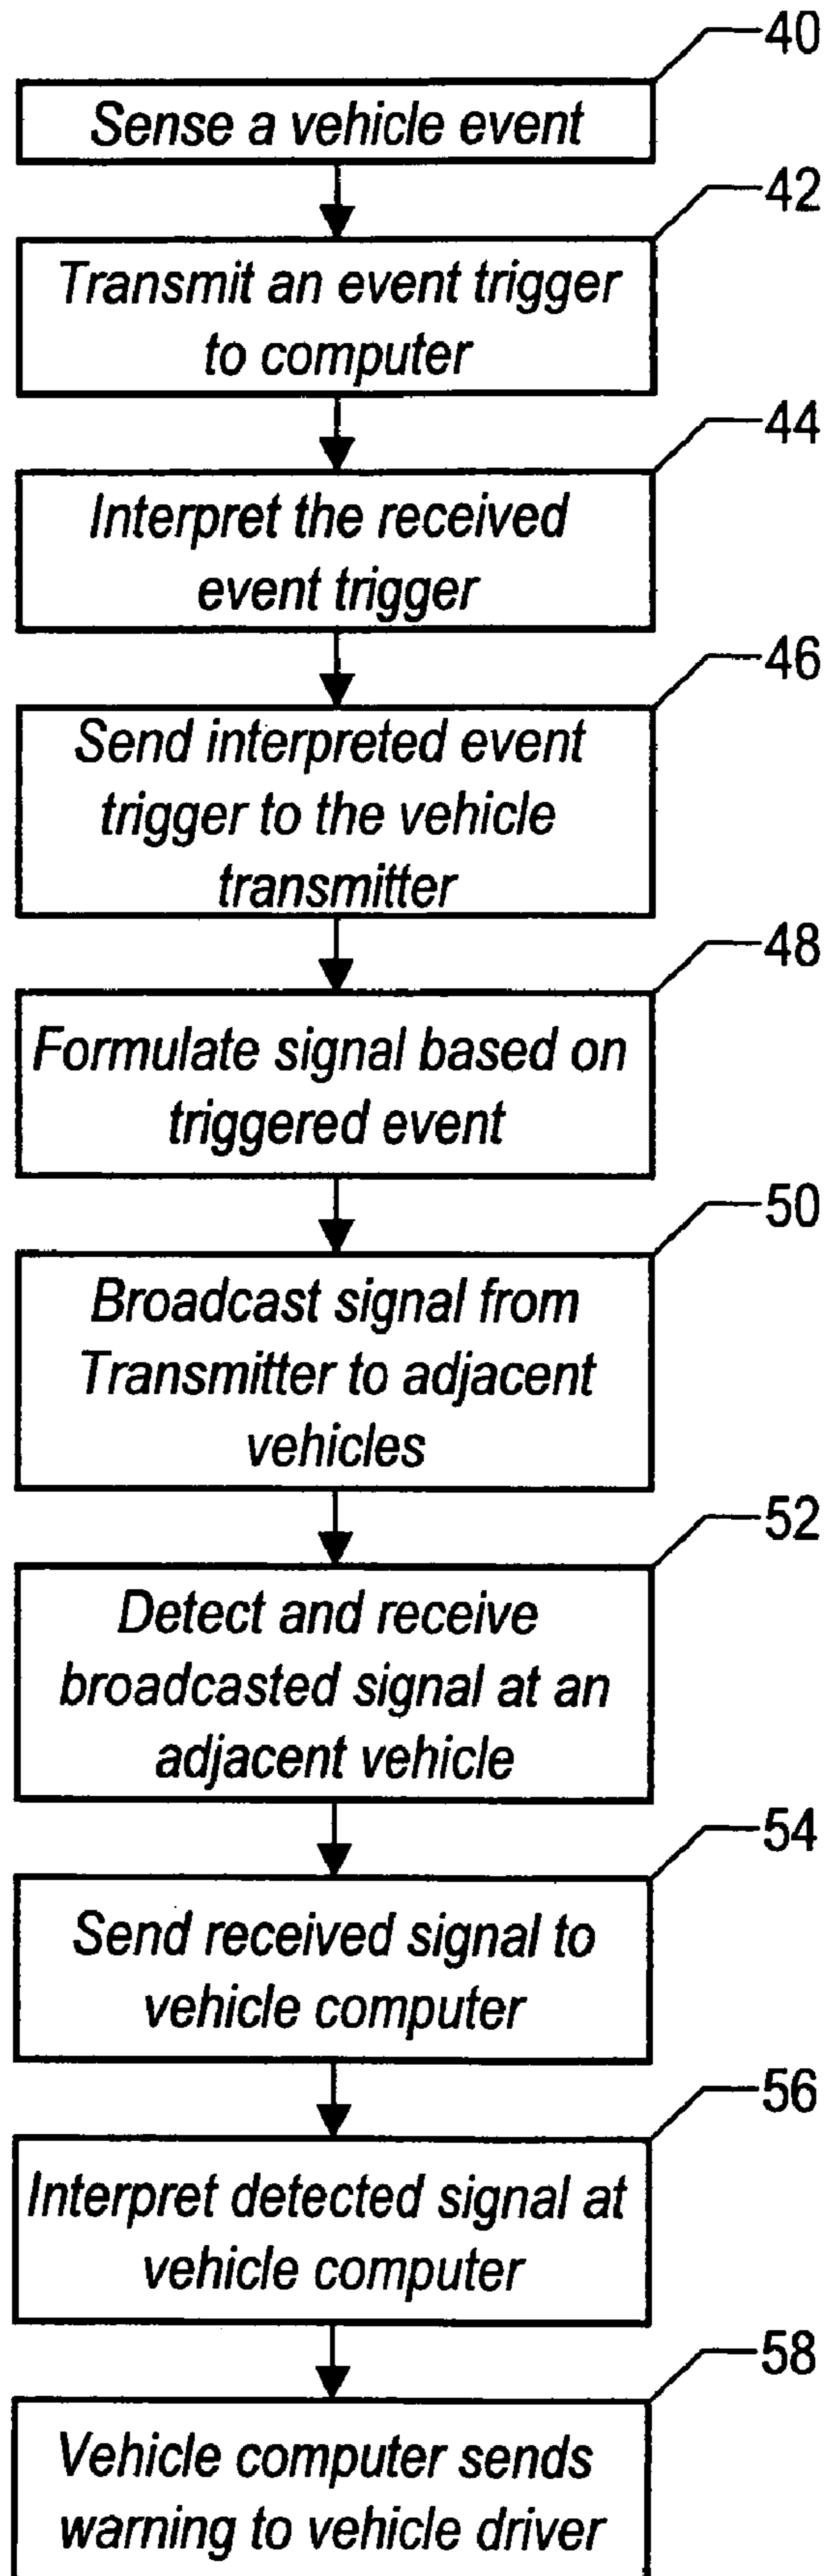 40
Sense a vehicle event
42
Transmit an event trigger
to computer
44
Interpret the received
event trigger
46
Send interpreted event
trigger to the vehicle
transmitter
48
Formulate signal based on
triggered event
50
Broadcast signal from
Transmitter to adjacent
vehicles
52
Detect and receive
broadcasted signal at an
adjacent vehicle
54
Send received signal to
vehicle computer
56
Interpret detected signal at
vehicle computer
58
Vehicle computer sends
warning to vehicle driver